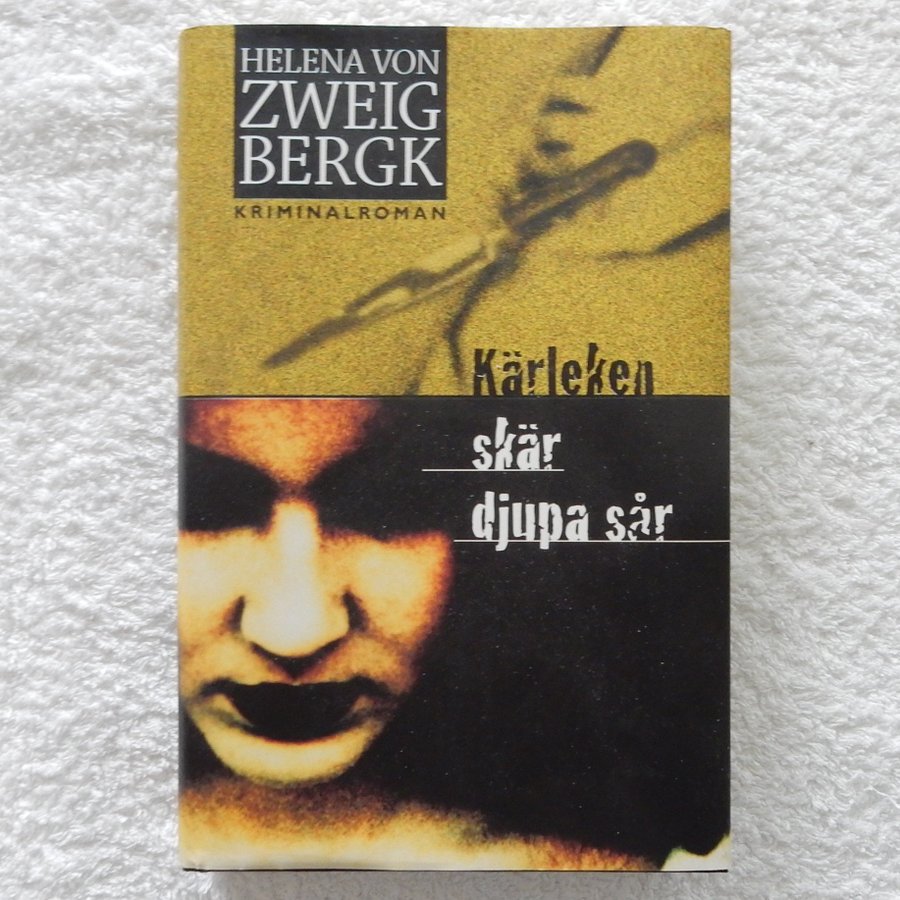 HELENA VON
ZWEIG
BERGK
KRIMINALROMAN
Kärleken
skär
djupa sår